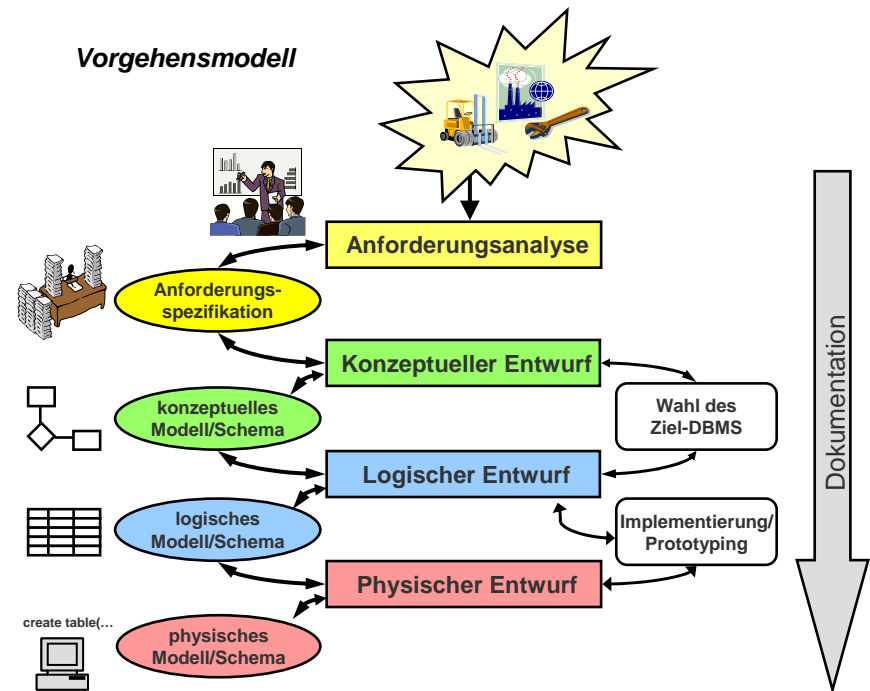 Vorgehensmodell
Anforderungsanalyse
Anforderungs-
spezifikation
Konzeptueller Entwurf
konzeptuelles
Modell/Schema
Wahl des
Ziel-DBMS
Logischer Entwurf
logisches
Modell/Schema
Implementierung/
Prototyping
Physischer Entwurf
create table(...
physisches
Modell/Schema
Dokumentation